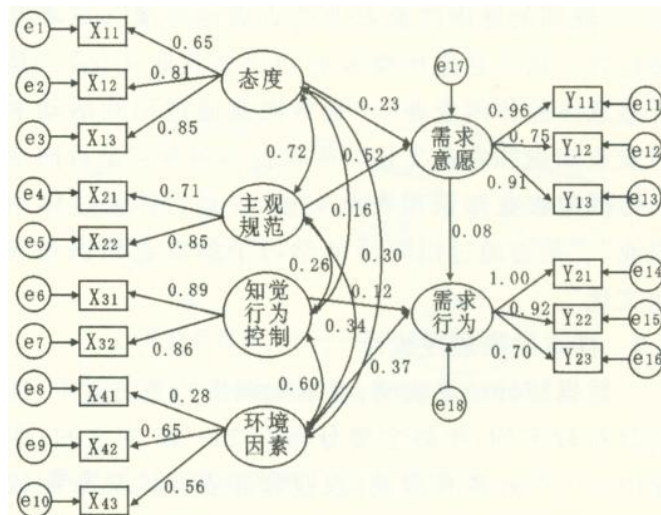 e1 X11 0.65
e2 X12 0.81
e3 X13 0.85
态度
e4 X21 0.71
e5 X22 0.85
主观
规范
e6 X31 0.89
e7 X32 0.86
知觉
行为
控制
e8 X41 0.28
e9 X42 0.65
e10 X43 0.56
环境
因素
0.72
0.16
0.30
0.26
0.34
0.60
0.23
0.52
0.12
0.37
e17
需求
意愿
0.96 Y11 e11
0.75 Y12 e12
0.91 Y13 e13
0.08
需求
行为
1.00 Y21 e14
0.92 Y22 e15
0.70 Y23 e16
e18